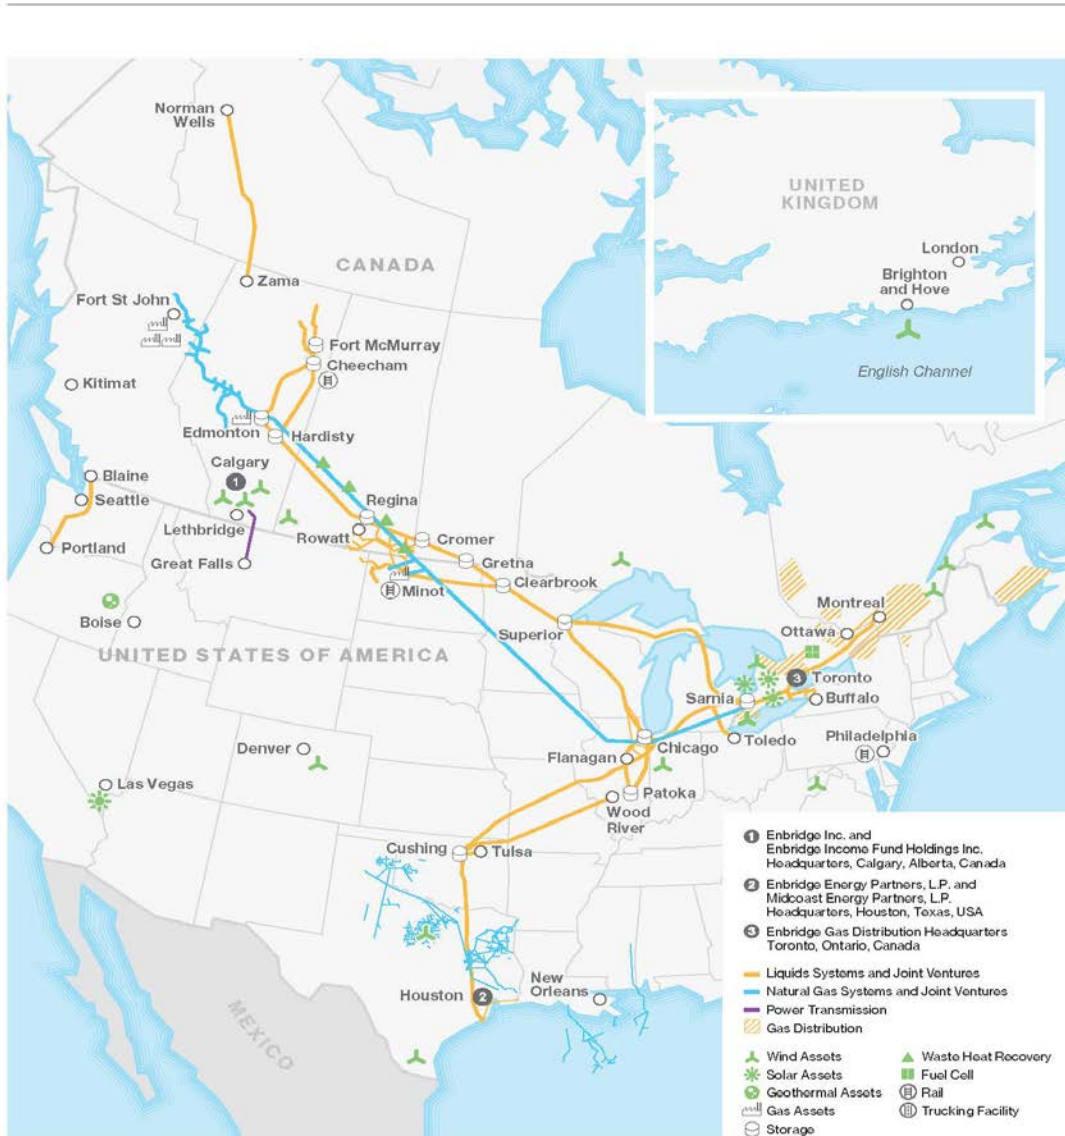 Norman
Wells
CANADA
Zama
Fort St John
Fort McMurray
Cheecham
Kitimat
Edmonton
Hardisty
Calgary
1
Blaine
Seattle
Regina
Lethbridge
Rowatt
Cromer
Portland
Great Falls
Gretna
Minot
Clearbrook
Boise
Superior
Montreal
Ottawa
UNITED STATES OF AMERICA
3
Toronto
Sarnia
Buffalo
Denver
Flanagan
Chicago
Toledo
Philadelphia
Las Vegas
Patoka
Wood
River
Cushing
Tulsa
Houston
2
New
Orleans
MEXICO
UNITED
KINGDOM
London
Brighton
and Hove
English Channel
1 Enbridge Inc. and
Enbridge Income Fund Holdings Inc.
Headquarters, Calgary, Alberta, Canada
2 Enbridge Energy Partners, L.P. and
Midcoast Energy Partners, L.P.
Headquarters, Houston, Texas, USA
3 Enbridge Gas Distribution Headquarters
Toronto, Ontario, Canada
Liquids Systems and Joint Ventures
Natural Gas Systems and Joint Ventures
Power Transmission
Gas Distribution
Wind Assets
Solar Assets
Geothermal Assets
Gas Assets
Storage
Waste Heat Recovery
Fuel Cell
Rail
Trucking Facility